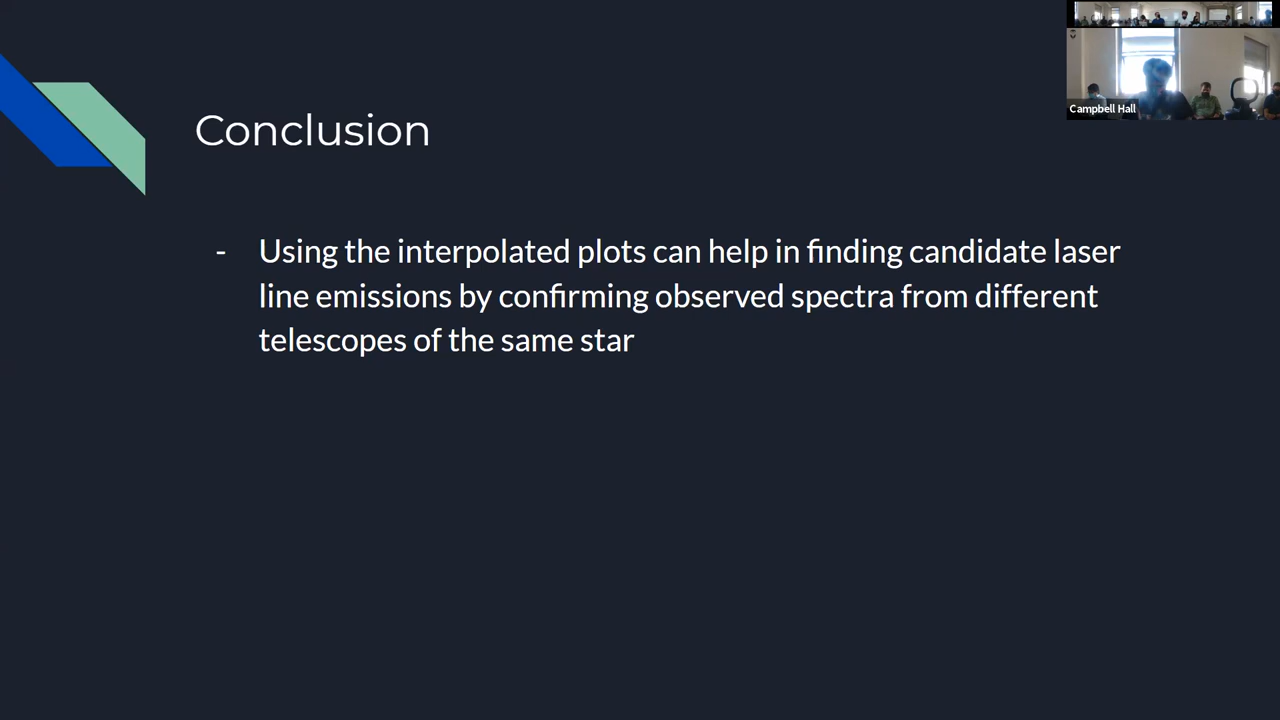 Campbell Hall
Conclusion
- Using the interpolated plots can help in finding candidate laser
line emissions by confirming observed spectra from different
telescopes of the same star